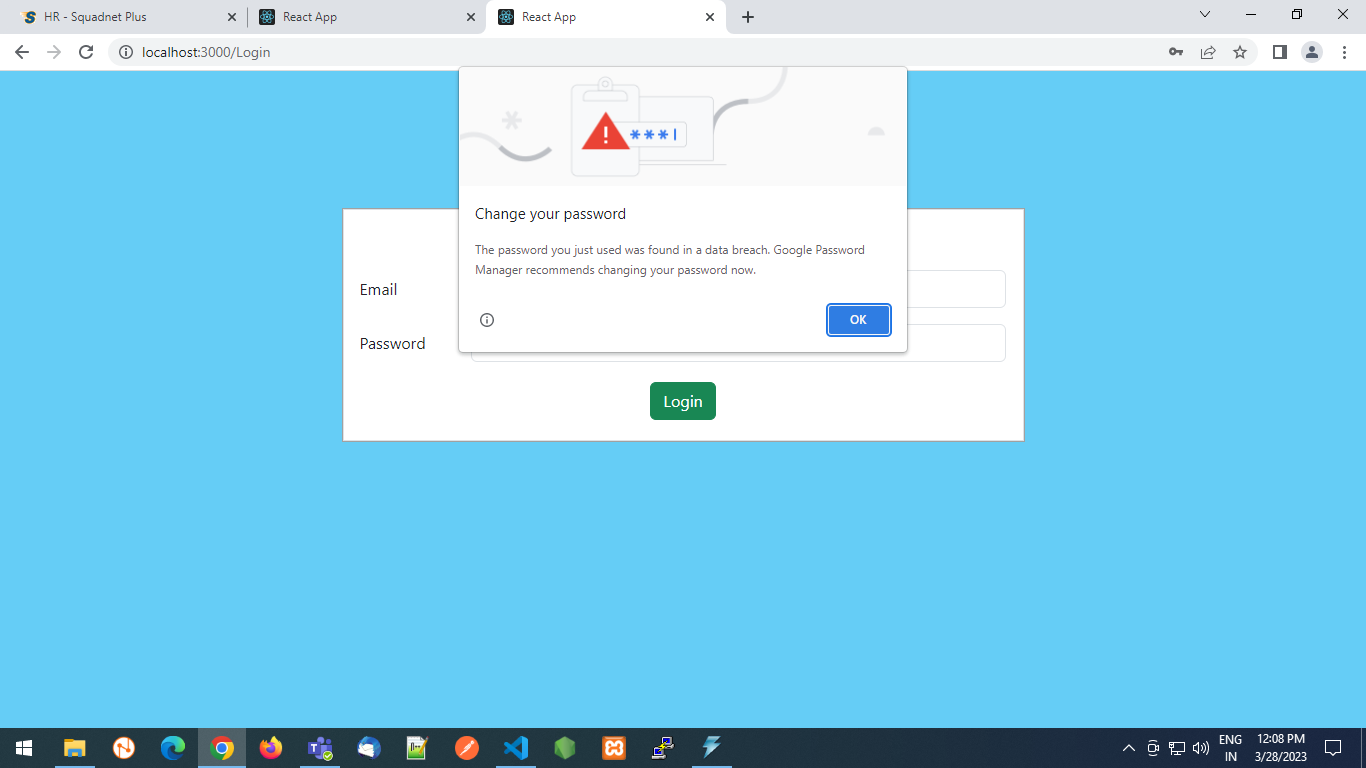 HR - Squadnet Plus
React App
React App
localhost:3000/Login
***
Change your password
The password you just used was found in a data breach. Google Password
Manager recommends changing your password now.
OK
Email
Password
Login
ENG
IN
12:08 PM
3/28/2023